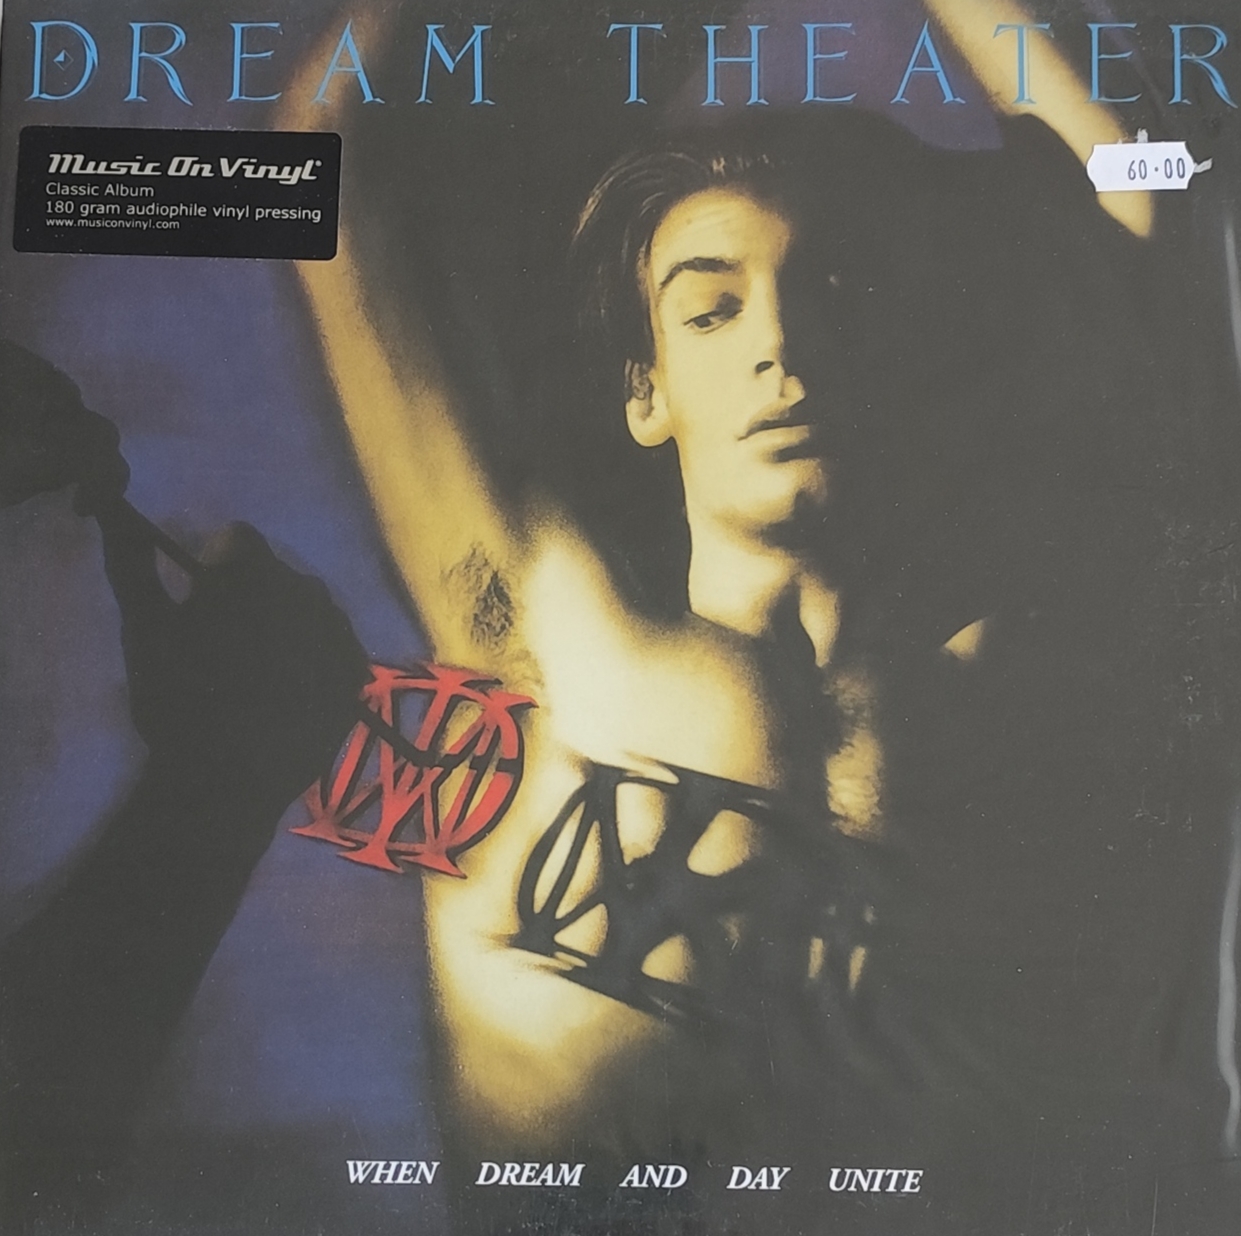 DREAM THEATER
Music On Vinyl
Classic Album
180 gram audiophile vinyl pressing
www.musiconvinyl.com
60.00
WHEN DREAM AND DAY UNITE